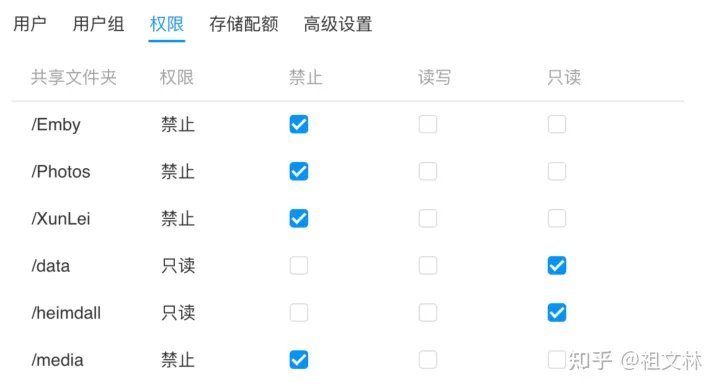 用户 用户组 权限 存储配额 高级设置
共享文件夹 权限 禁止 读写 只读
/Emby 禁止
/Photos 禁止
/XunLei 禁止
/data 只读
/heimdall 只读
/media 禁止
知乎 @祖文林